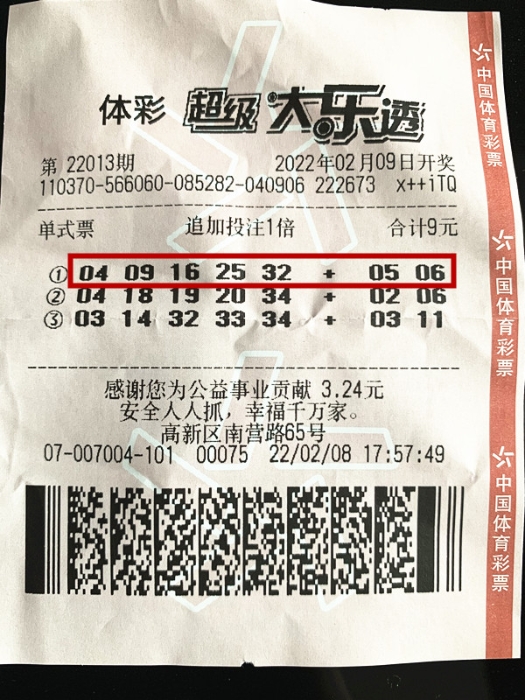 体彩 超级大乐透
第 22013期 2022年02月09日开奖
110370-566060-085282-040906 222673 x++iTQ
单式票 追加投注1倍 合计9元
① 04 09 16 25 32 + 05 06
② 04 18 19 20 34 + 02 06
③ 03 14 32 33 34 + 03 11
感谢您为公益事业贡献 3.24元
安全人人抓，幸福千万家。
高新区南营路65号
07-007004-101 00075 22/02/08 17:57:49
中国体育彩票
中国体育彩票
中国体育彩票